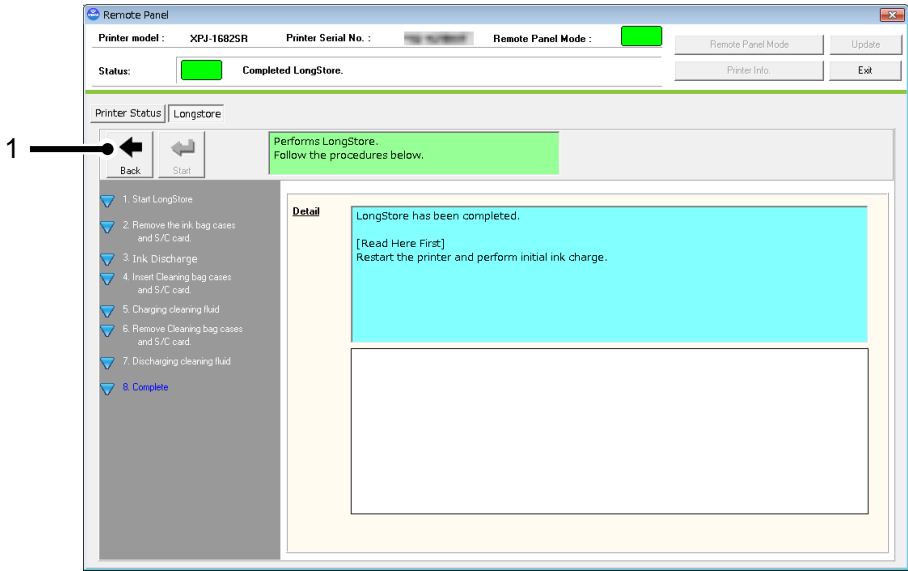 Remote Panel
Printer model : XPJ-1682SR Printer Serial No. : Remote Panel Mode :
Remote Panel Mode Update
Status: Completed LongStore.
Printer Info. Exit
Printer Status Longstore
1
Back Start
Performs LongStore.
Follow the procedures below.
1. Start LongStore
2. Remove the ink bag cases
and S/C card.
3. Ink Discharge
4. Insert Cleaning bag cases
and S/C card.
5. Charging cleaning fluid
6. Remove Cleaning bag cases
and S/C card.
7. Discharging cleaning fluid
8. Complete
Detail
LongStore has been completed.
[Read Here First]
Restart the printer and perform initial ink charge.